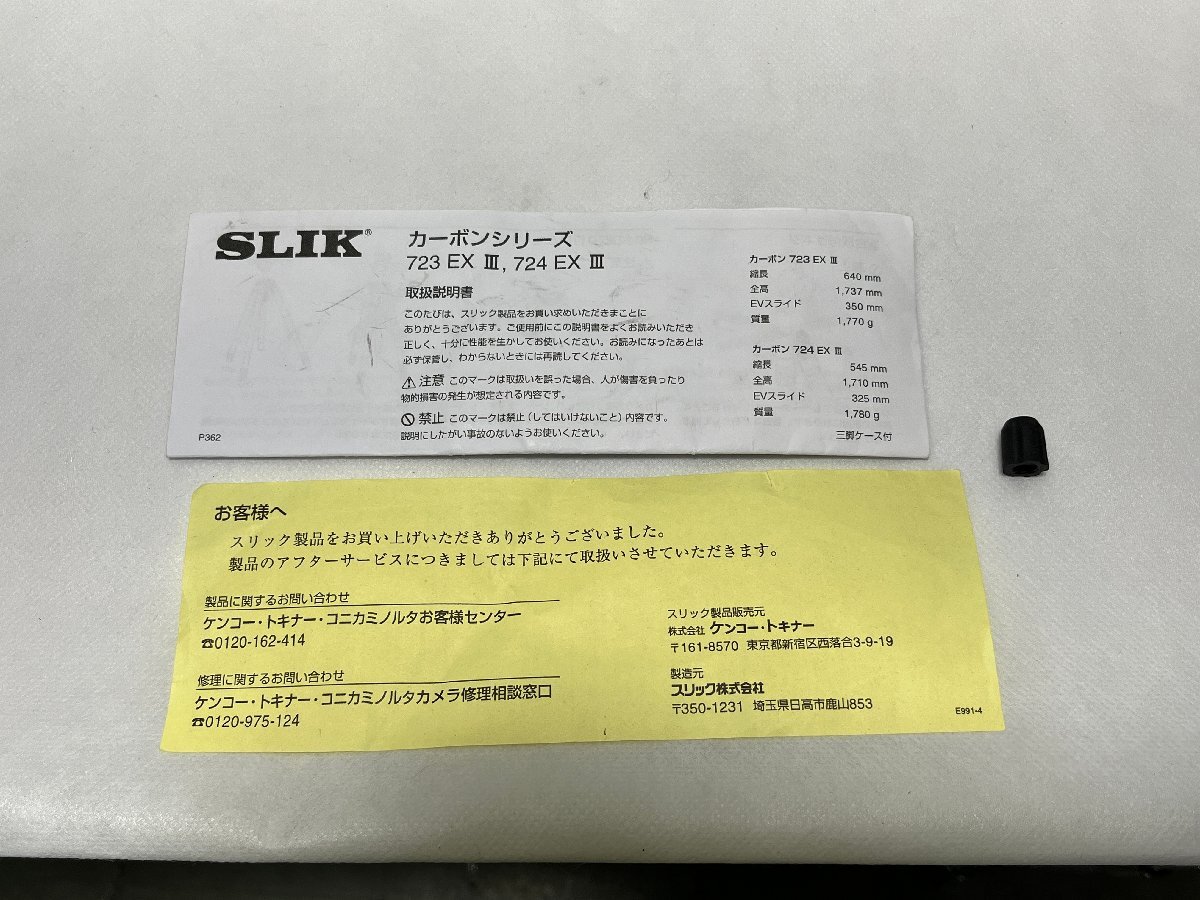 SLIK®
カーボンシリーズ
723 EX Ⅲ, 724 EX Ⅲ
取扱説明書
このたびは、スリック製品をお買い求めいただきまことに
ありがとうございます。ご使用前にこの説明書をよくお読みいただき
正しく、十分に性能を生かしてお使いください。お読みになったあとは
必ず保管し、わからないときには再読してください。
注意 このマークは取扱いを誤った場合、人が傷害を負ったり
物的損害の発生が想定される内容です。
禁止 このマークは禁止（してはいけないこと）内容です。
説明にしたがい事故のないようお使いください。
P362
カーボン 723 EX Ⅲ
縮長 640 mm
全高 1,737 mm
EVスライド 350 mm
質量 1,770 g
カーボン 724 EX Ⅲ
縮長 545 mm
全高 1,710 mm
EVスライド 325 mm
質量 1,780 g
三脚ケース付
お客様へ
スリック製品をお買い上げいただきありがとうございました。
製品のアフターサービスにつきましては下記にて取扱いさせていただきます。
製品に関するお問い合わせ
ケンコー・トキナー・コニカミノルタお客様センター
☎0120-162-414
修理に関するお問い合わせ
ケンコー・トキナー・コニカミノルタカメラ修理相談窓口
☎0120-975-124
スリック製品販売元
株式会社 ケンコー・トキナー
〒161-8570 東京都新宿区西落合3-9-19
製造元
スリック株式会社
〒350-1231 埼玉県日高市鹿山853
E991-4